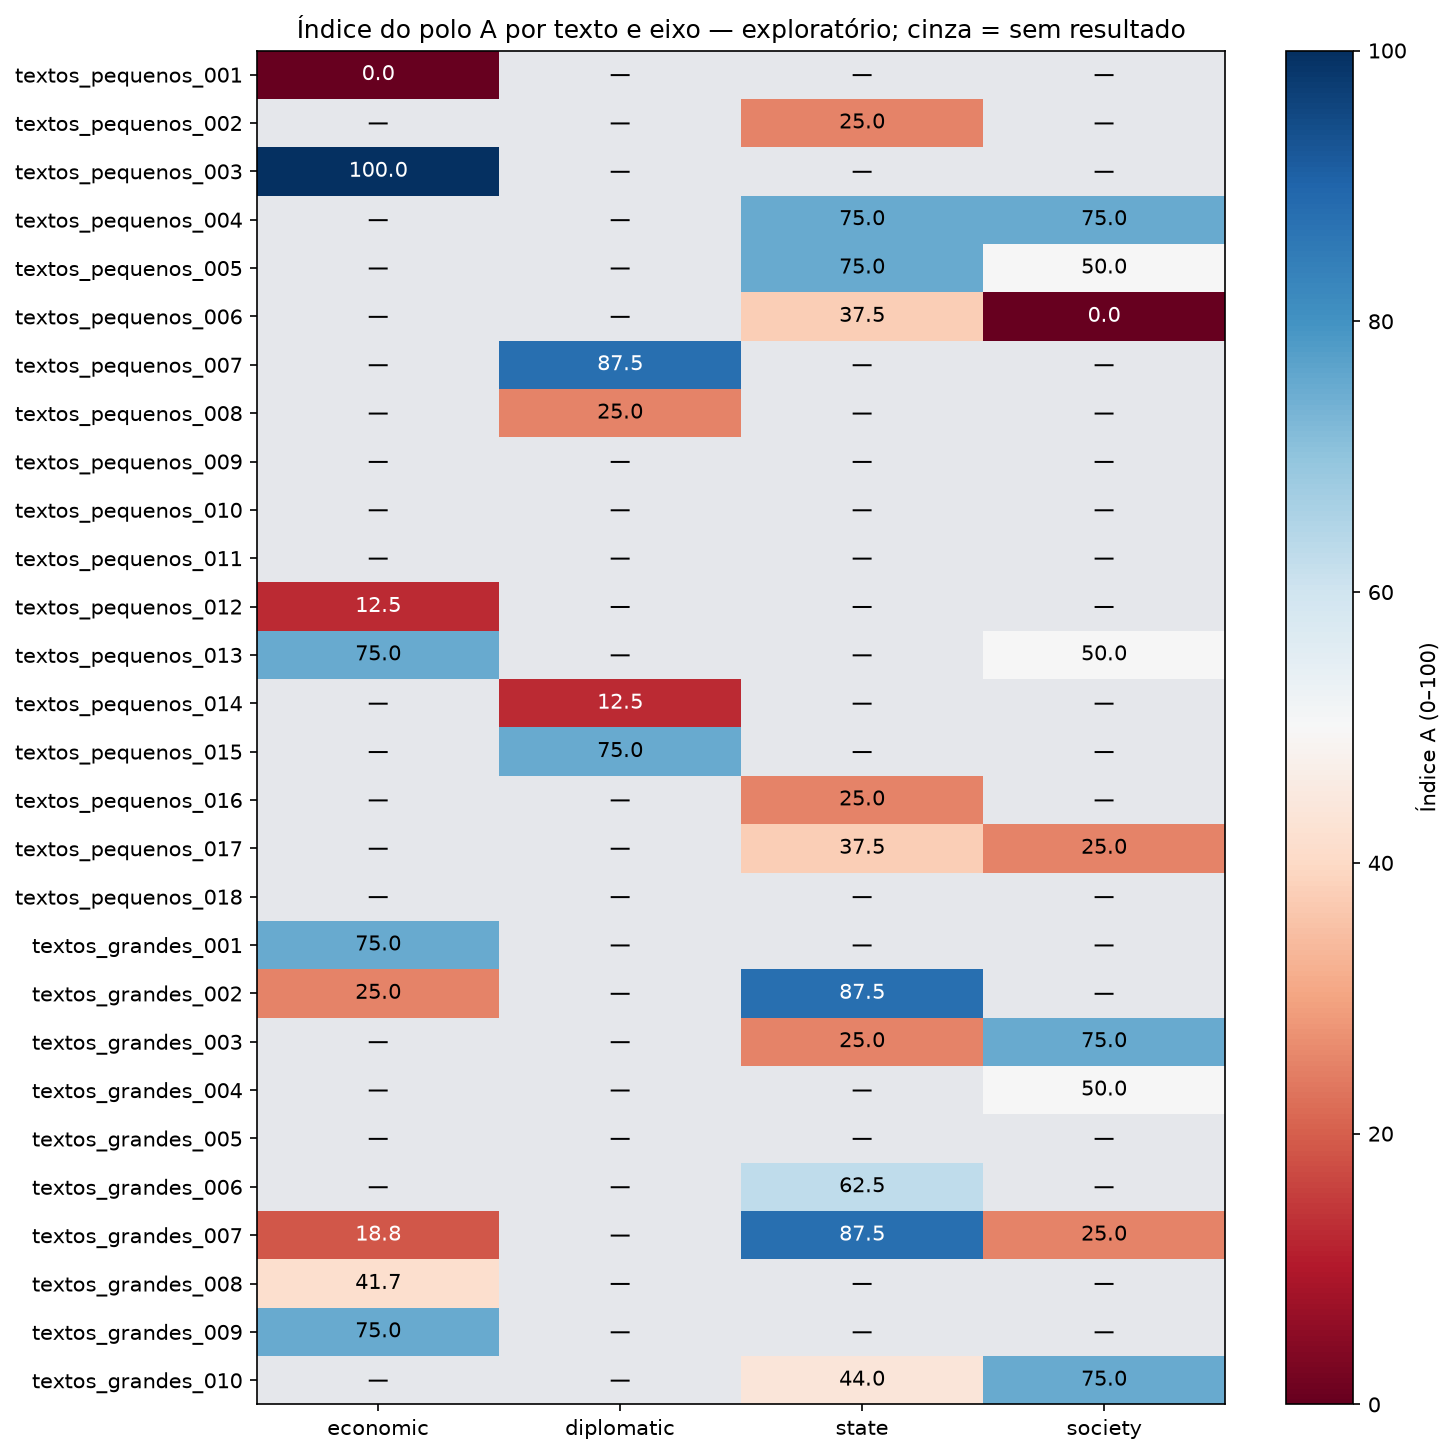 Índice do polo A por texto e eixo — exploratório; cinza = sem resultado
textos_pequenos_001 0.0 — — —
textos_pequenos_002 — — 25.0 —
textos_pequenos_003 100.0 — — —
textos_pequenos_004 — — 75.0 75.0
textos_pequenos_005 — — 75.0 50.0
textos_pequenos_006 — — 37.5 0.0
textos_pequenos_007 — 87.5 — —
textos_pequenos_008 — 25.0 — —
textos_pequenos_009 — — — —
textos_pequenos_010 — — — —
textos_pequenos_011 — — — —
textos_pequenos_012 12.5 — — —
textos_pequenos_013 75.0 — — 50.0
textos_pequenos_014 — 12.5 — —
textos_pequenos_015 — 75.0 — —
textos_pequenos_016 — — 25.0 —
textos_pequenos_017 — — 37.5 25.0
textos_pequenos_018 — — — —
textos_grandes_001 75.0 — — —
textos_grandes_002 25.0 — 87.5 —
textos_grandes_003 — — 25.0 75.0
textos_grandes_004 — — — 50.0
textos_grandes_005 — — — —
textos_grandes_006 — — 62.5 —
textos_grandes_007 18.8 — 87.5 25.0
textos_grandes_008 41.7 — — —
textos_grandes_009 75.0 — — —
textos_grandes_010 — — 44.0 75.0
economic diplomatic state society
100
80
60
40
20
0
Índice A (0–100)